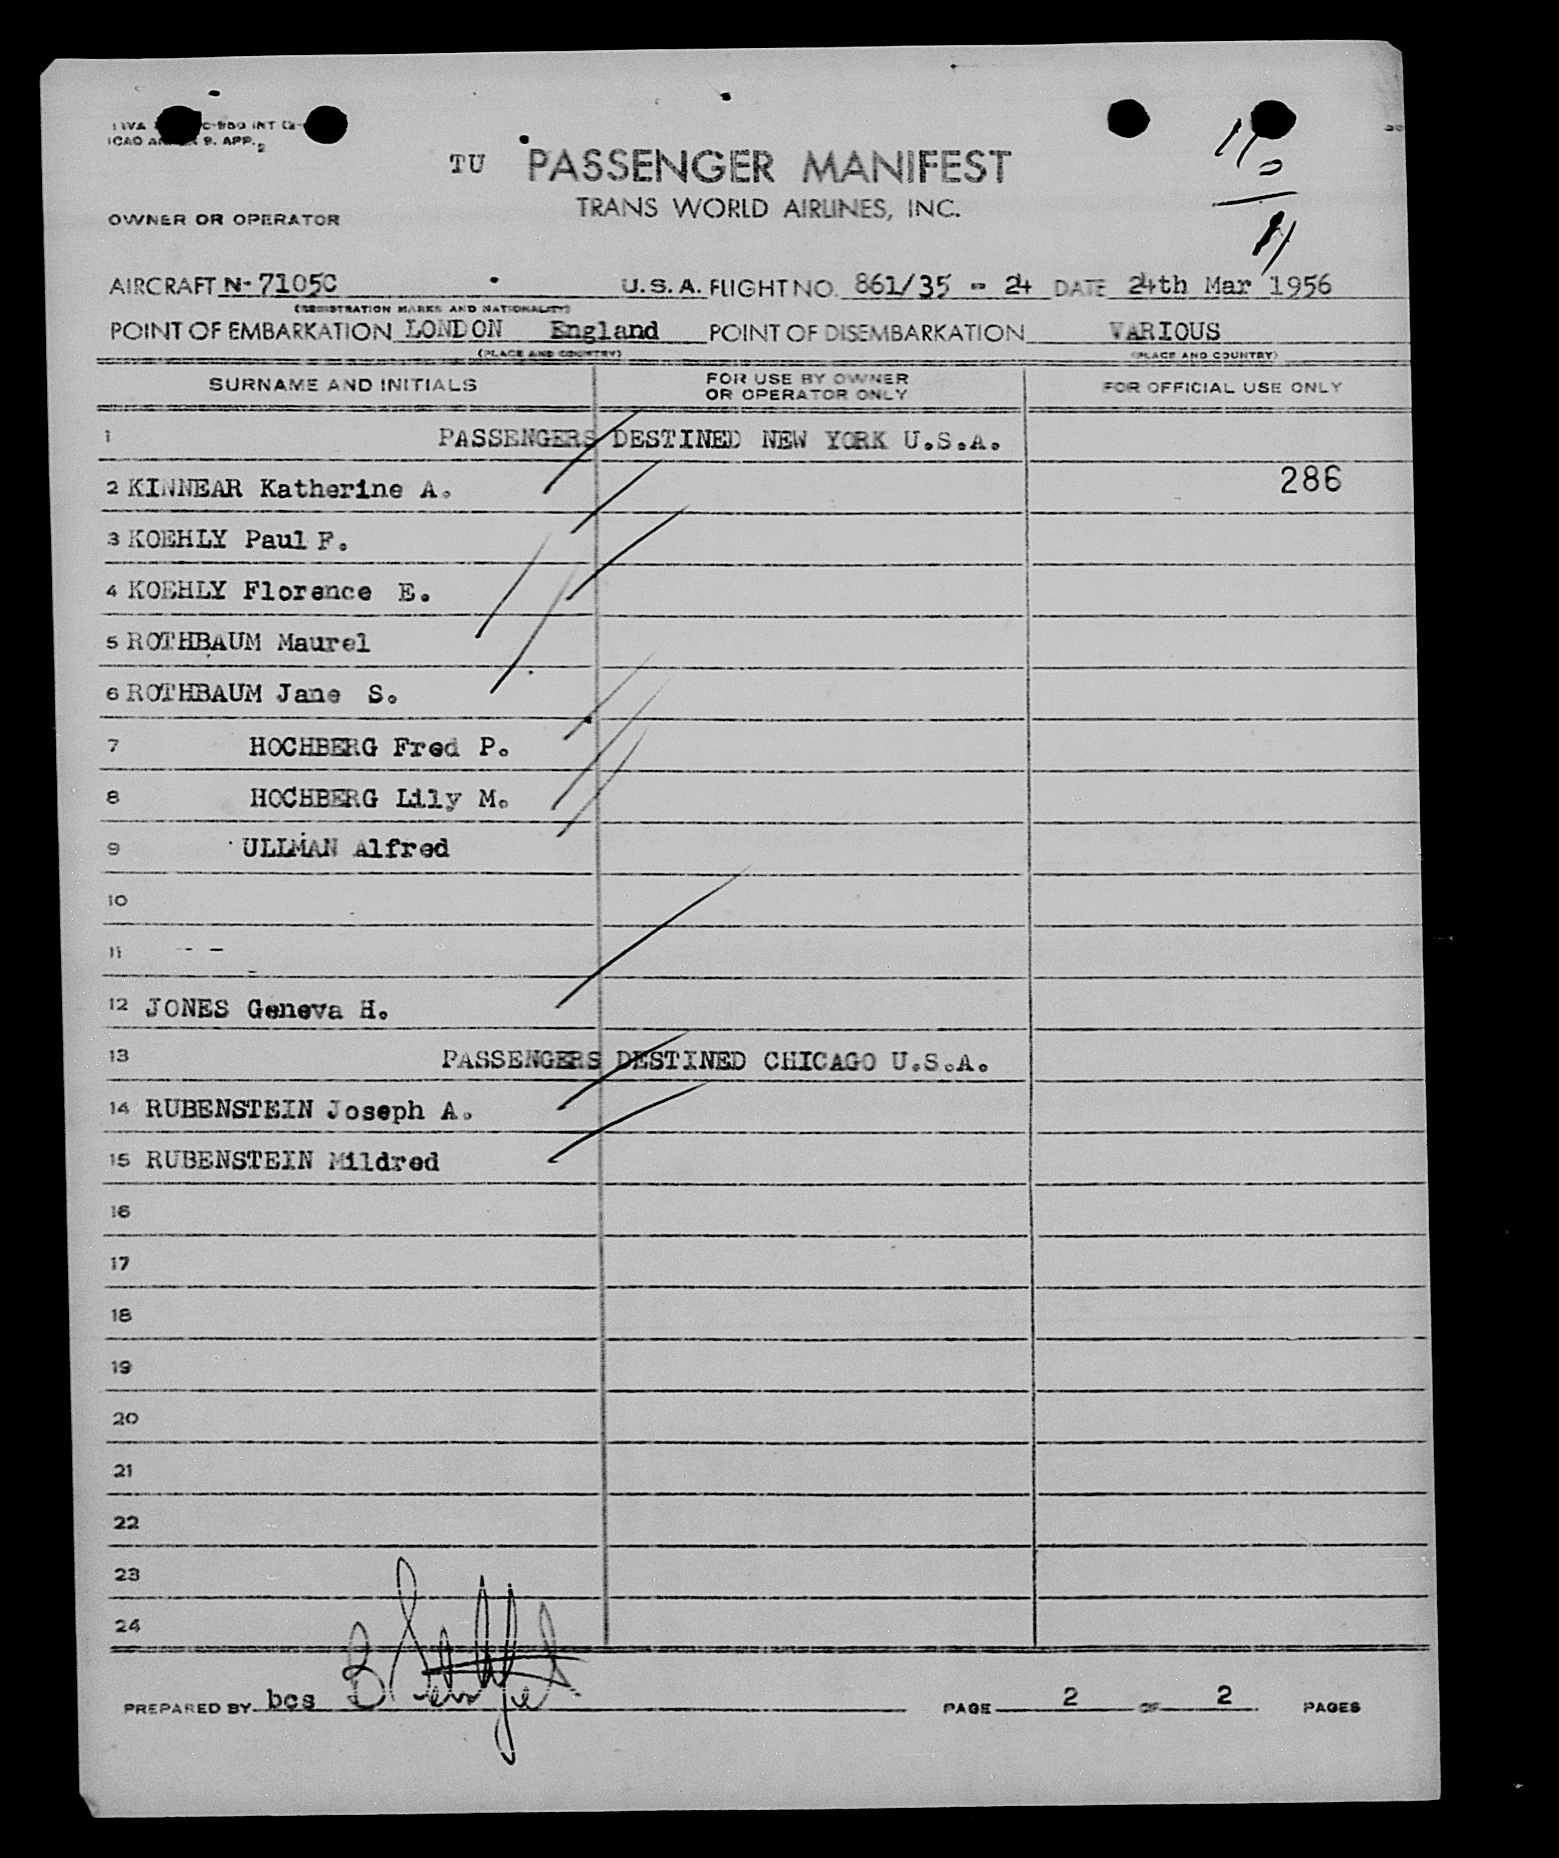 ICAO 9. APP. 2
TU PASSENGER MANIFEST
TRANS WORLD AIRLINES, INC.
OWNER OR OPERATOR
AIRCRAFT N-7105C U.S.A. FLIGHT NO. 861/35 - 24 DATE 24th Mar 1956
(REGISTRATION MARKS AND NATIONALITY)
POINT OF EMBARKATION LONDON England POINT OF DISEMBARKATION VARIOUS
(PLACE AND COUNTRY) (PLACE AND COUNTRY)
SURNAME AND INITIALS FOR USE BY OWNER OR OPERATOR ONLY FOR OFFICIAL USE ONLY
1 PASSENGERS DESTINED NEW YORK U.S.A.
2 KINNEAR Katherine A. 286
3 KOEHLY Paul F.
4 KOEHLY Florence E.
5 ROTHBAUM Maurel
6 ROTHBAUM Jane S.
7 HOCHBERG Fred P.
8 HOCHBERG Lily M.
9 ULLMAN Alfred
10
11 - -
12 JONES Geneva H.
13 PASSENGERS DESTINED CHICAGO U.S.A.
14 RUBENSTEIN Joseph A.
15 RUBENSTEIN Mildred
16
17
18
19
20
21
22
23
24
PREPARED BY bcs PAGE 2 OF 2 PAGES